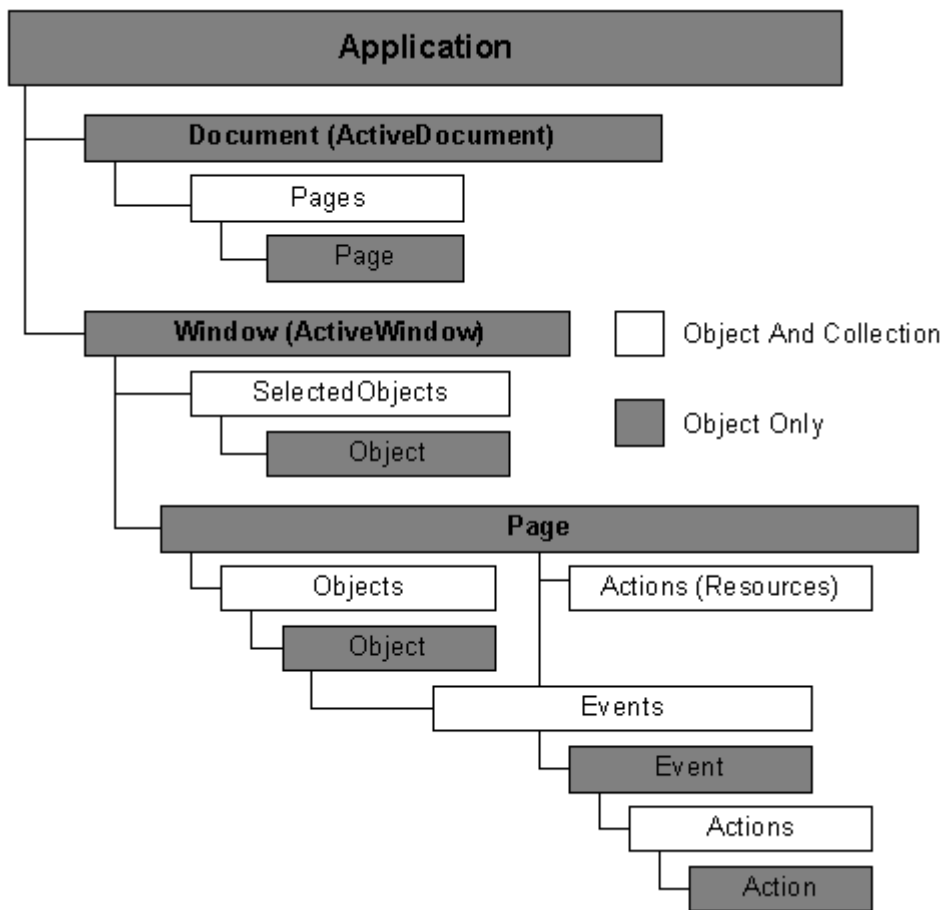 Application
Document (ActiveDocument)
Pages
Page
Window (ActiveWindow)
Object And Collection
SelectedObjects
Object Only
Object
Page
Objects
Actions (Resources)
Object
Events
Event
Actions
Action